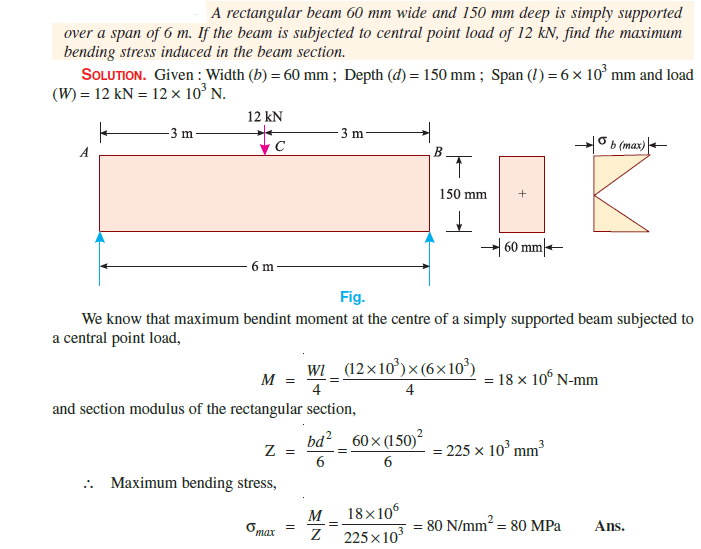 A rectangular beam 60 mm wide and 150 mm deep is simply supported
over a span of 6 m. If the beam is subjected to central point load of 12 kN, find the maximum
bending stress induced in the beam section.
SOLUTION. Given : Width (b) = 60 mm ; Depth (d) = 150 mm ; Span (l) = 6 × 10³ mm and load
(W) = 12 kN = 12 × 10³ N.
12 kN
3 m 3 m
A C B
σ b (max)
150 mm
+
60 mm
6 m
Fig.
We know that maximum bendint moment at the centre of a simply supported beam subjected to
a central point load,
M = Wl/4 = (12×10³)×(6×10³)/4 = 18 × 10⁶ N-mm
and section modulus of the rectangular section,
Z = bd²/6 = 60×(150)²/6 = 225 × 10³ mm³
∴ Maximum bending stress,
σmax = M/Z = 18×10⁶/225×10³ = 80 N/mm² = 80 MPa Ans.